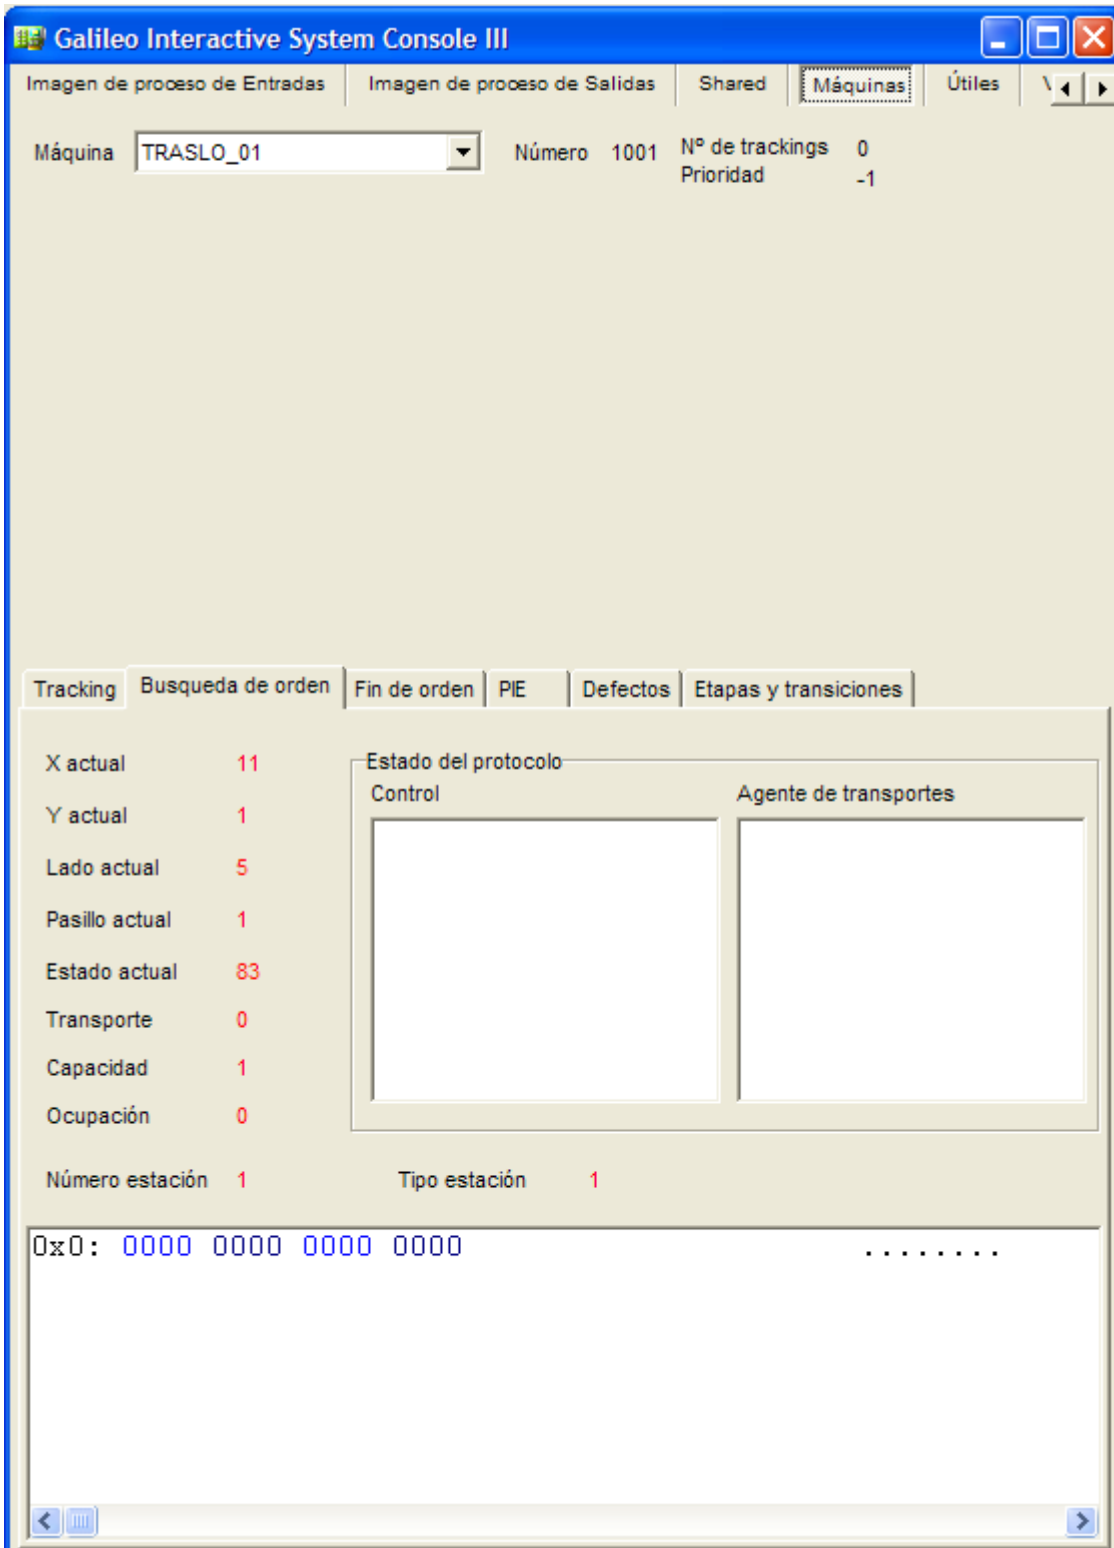 Galileo Interactive System Console III
Imagen de proceso de Entradas Imagen de proceso de Salidas Shared Máquinas Útiles
Máquina TRASLO_01 Número 1001 Nº de trackings 0
Prioridad -1
Tracking Busqueda de orden Fin de orden PIE Defectos Etapas y transiciones
X actual 11
Estado del protocolo
Control Agente de transportes
Y actual 1
Lado actual 5
Pasillo actual 1
Estado actual 83
Transporte 0
Capacidad 1
Ocupación 0
Número estación 1 Tipo estación 1
0x0: 0000 0000 0000 0000 ........